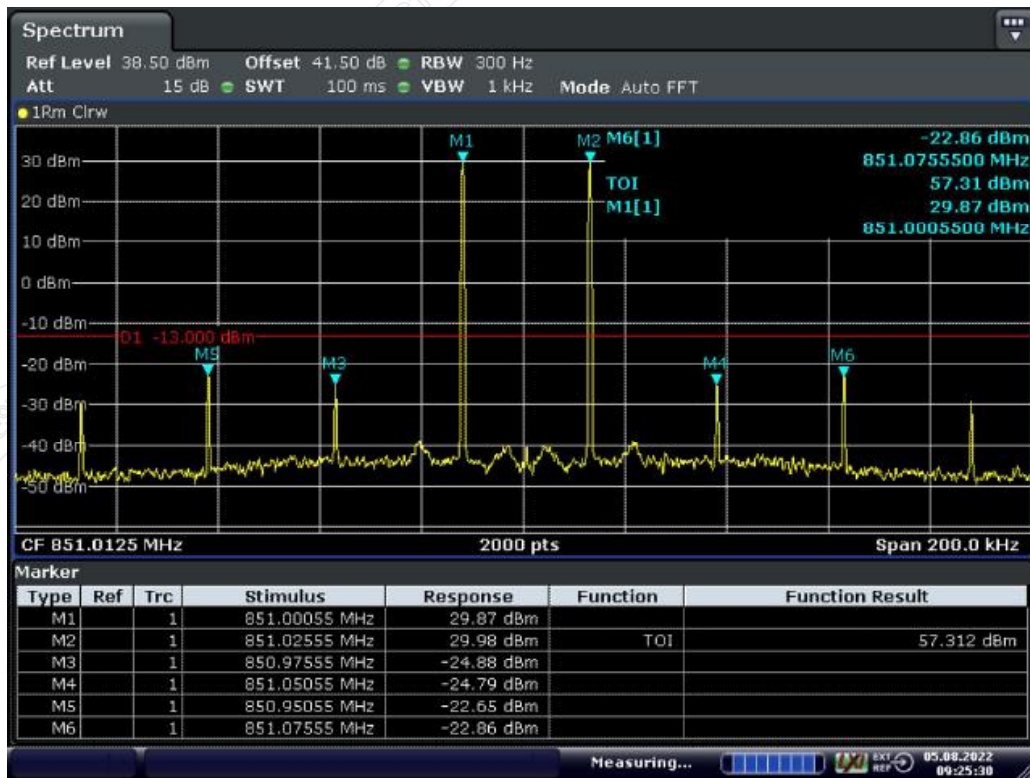 Spectrum
Ref Level 38.50 dBm Offset 41.50 dB RBW 300 Hz
Att 15 dB SWT 100 ms VBW 1 kHz Mode Auto FFT
1Rm Clrw
M1 M2 M6[1] -22.86 dBm
851.0755500 MHz
TOI 57.31 dBm
M1[1] 29.87 dBm
851.0005500 MHz
30 dBm
20 dBm
10 dBm
0 dBm
-10 dBm
D1 -13.000 dBm
M5 M3 M4 M6
-20 dBm
-30 dBm
-40 dBm
-50 dBm
CF 851.0125 MHz 2000 pts Span 200.0 kHz
Marker
Type Ref Trc Stimulus Response Function Function Result
M1 1 851.00055 MHz 29.87 dBm
M2 1 851.02555 MHz 29.98 dBm TOI 57.312 dBm
M3 1 850.97555 MHz -24.88 dBm
M4 1 851.05055 MHz -24.79 dBm
M5 1 850.95055 MHz -22.65 dBm
M6 1 851.07555 MHz -22.86 dBm
Measuring... LXI EXT REF 05.08.2022
09:25:30